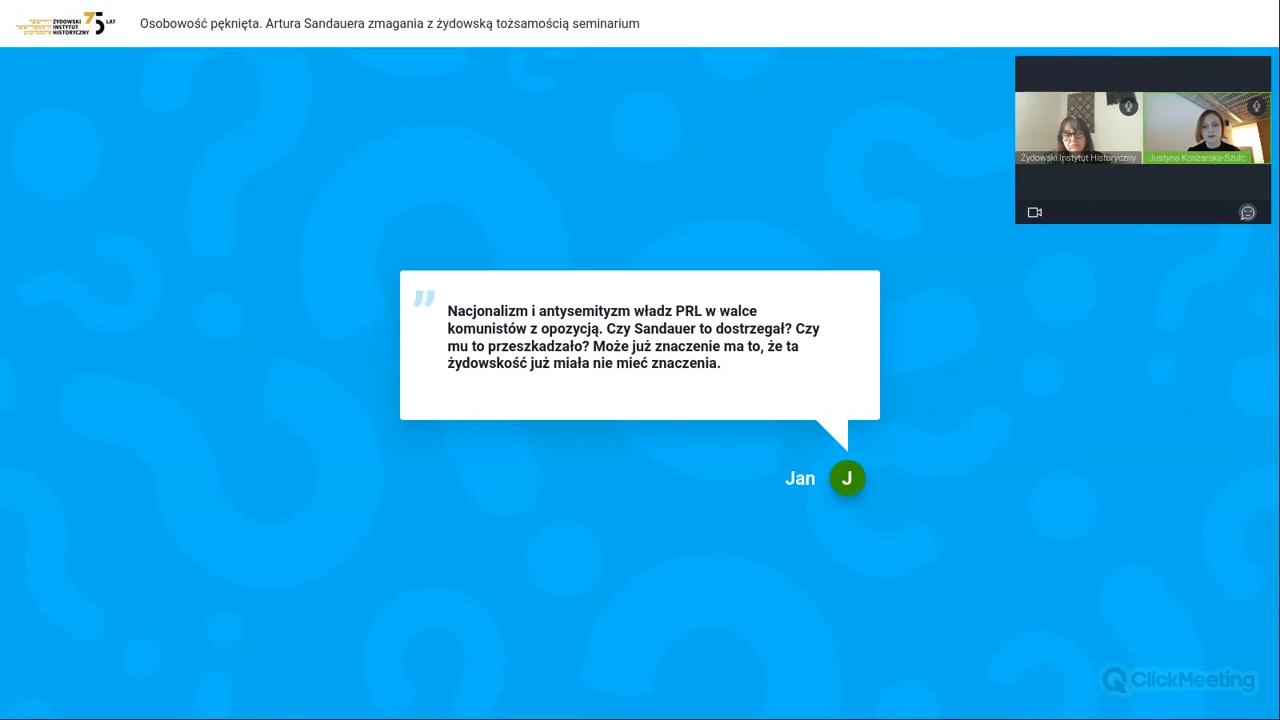 ŻYDOWSKI
INSTYTUT
HISTORYCZNY
75 LAT
Osobowość pęknięta. Artura Sandauera zmagania z żydowską tożsamością seminarium
Żydowski Instytut Historyczny
Justyna Koszarska-Szulc
Nacjonalizm i antysemityzm władz PRL w walce
komunistów z opozycją. Czy Sandauer to dostrzegał? Czy
mu to przeszkadzało? Może już znaczenie ma to, że ta
żydowskość już miała nie mieć znaczenia.
Jan
J
ClickMeeting